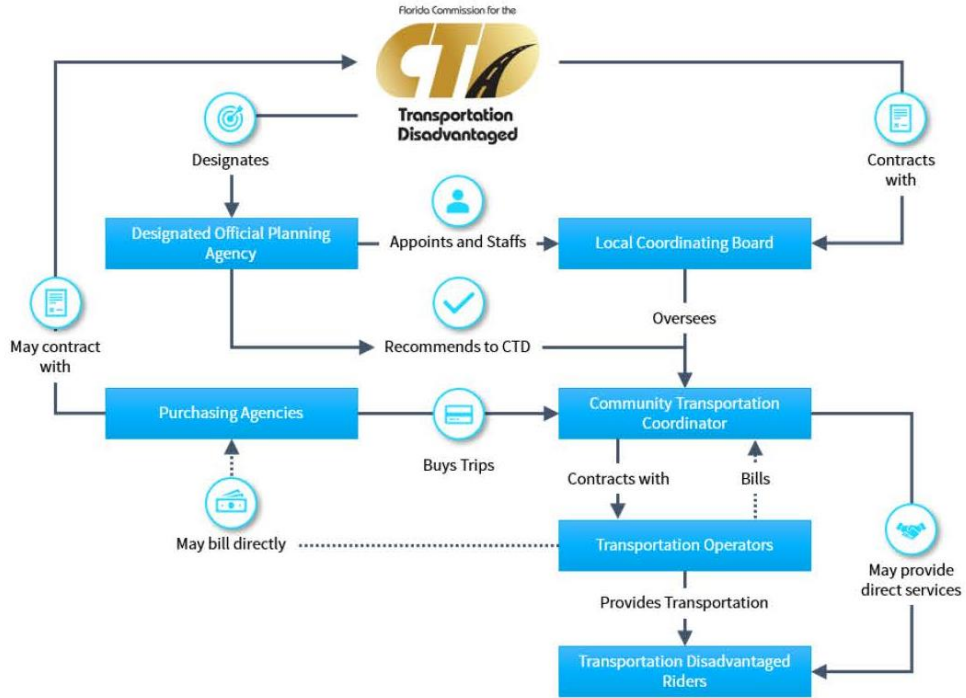 Florida Commission for the
CTD
Transportation
Disadvantaged
Designates
Contracts
with
Designated Official Planning
Agency
Appoints and Staffs
Local Coordinating Board
Oversees
May contract
with
Recommends to CTD
Purchasing Agencies
Buys Trips
Community Transportation
Coordinator
Contracts with
Bills
May bill directly
Transportation Operators
May provide
direct services
Provides Transportation
Transportation Disadvantaged
Riders